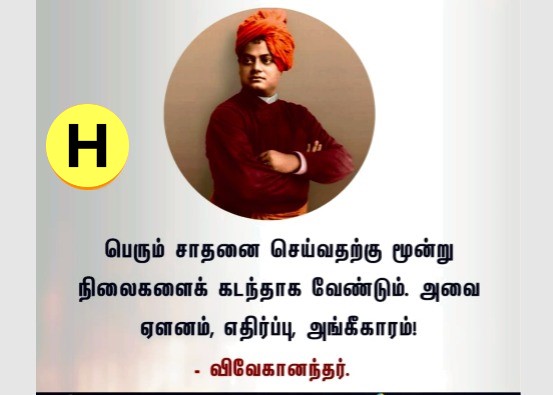 H
பெரும் சாதனை செய்வதற்கு மூன்று
நிலைகளைக் கடந்தாக வேண்டும். அவை
ஏளனம், எதிர்ப்பு, அங்கீகாரம்!
- விவேகானந்தர்.